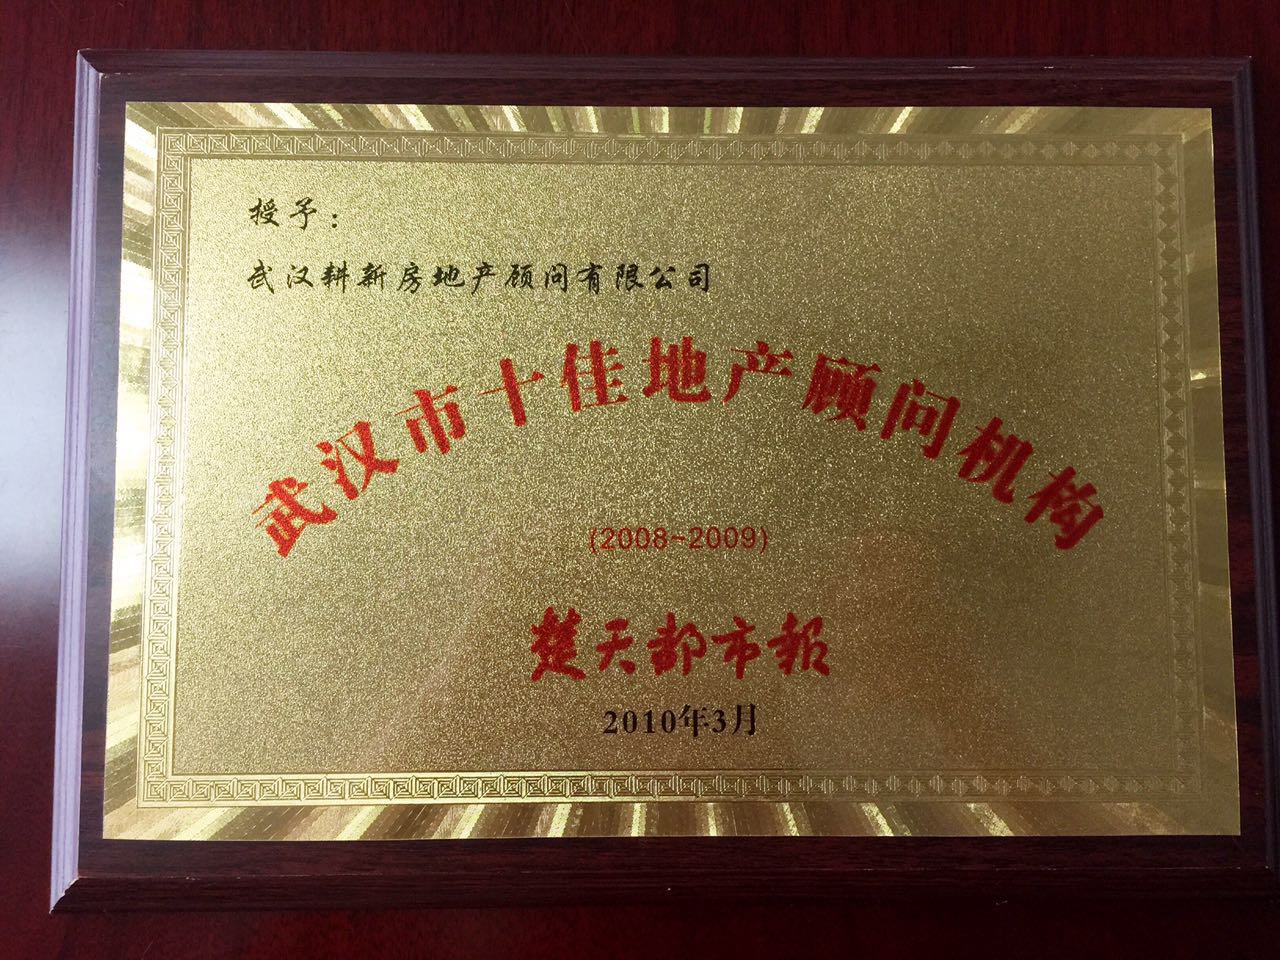 授予：
武汉耕新房地产顾问有限公司
武汉市十佳地产顾问机构
(2008~2009)
楚天都市报
2010年3月